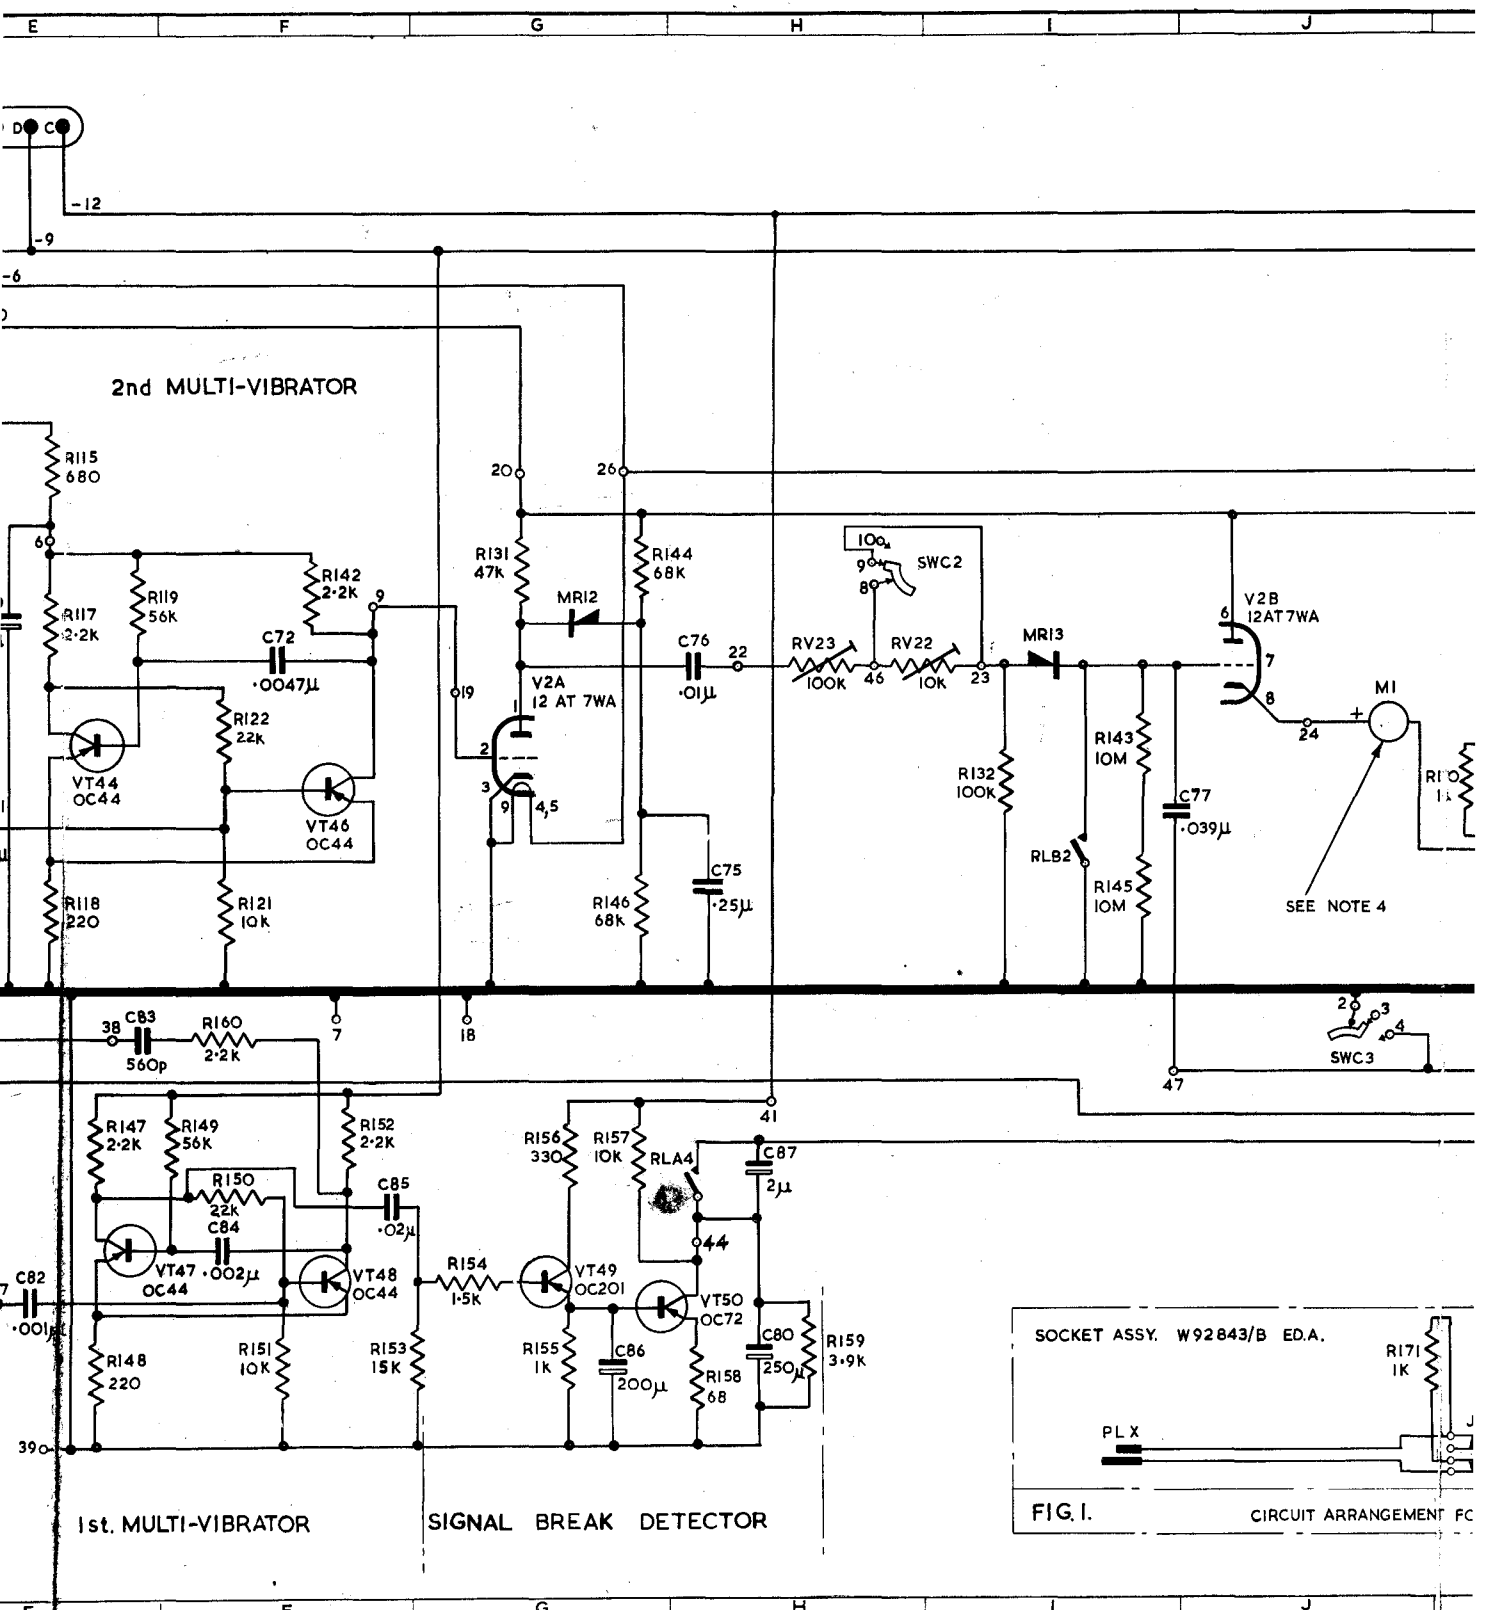 E F G H I J
D C
-12
-9
-6
2nd MULTI-VIBRATOR
R115
680
6
R117
2·2K
R119
56K
R142
2·2K
9
C72
·0047µ
R122
22K
VT44
OC44
VT46
OC44
R118
220
R121
10K
20
26
R131
47K
R144
68K
MR12
19
V2A
12 AT 7WA
1
2
3
9
4,5
C76
·01µ
22
R146
68K
C75
·25µ
10
9
8
SWC2
RV23
100K
46
RV22
10K
23
MR13
R132
100K
R143
10M
RLB2
R145
10M
C77
·039µ
V2B
12AT7WA
6
7
8
24
+
M1
SEE NOTE 4
38
C83
560p
R160
2·2K
7
18
2
3
4
SWC3
47
41
R147
2·2K
R149
56K
R152
2·2K
R150
22K
C85
·02µ
C84
·002µ
VT47
OC44
VT48
OC44
7
C82
·001µ
R148
220
R151
10K
R153
15K
R154
1·5K
R156
330
R157
10K
RLA4
C87
2µ
44
VT49
OC201
VT50
OC72
R155
1K
C86
200µ
R158
68
C80
250µ
R159
3·9K
39
1st. MULTI-VIBRATOR
SIGNAL BREAK DETECTOR
SOCKET ASSY. W92843/B ED.A.
R171
1K
PLX
FIG.1.
CIRCUIT ARRANGEMENT
G H I J